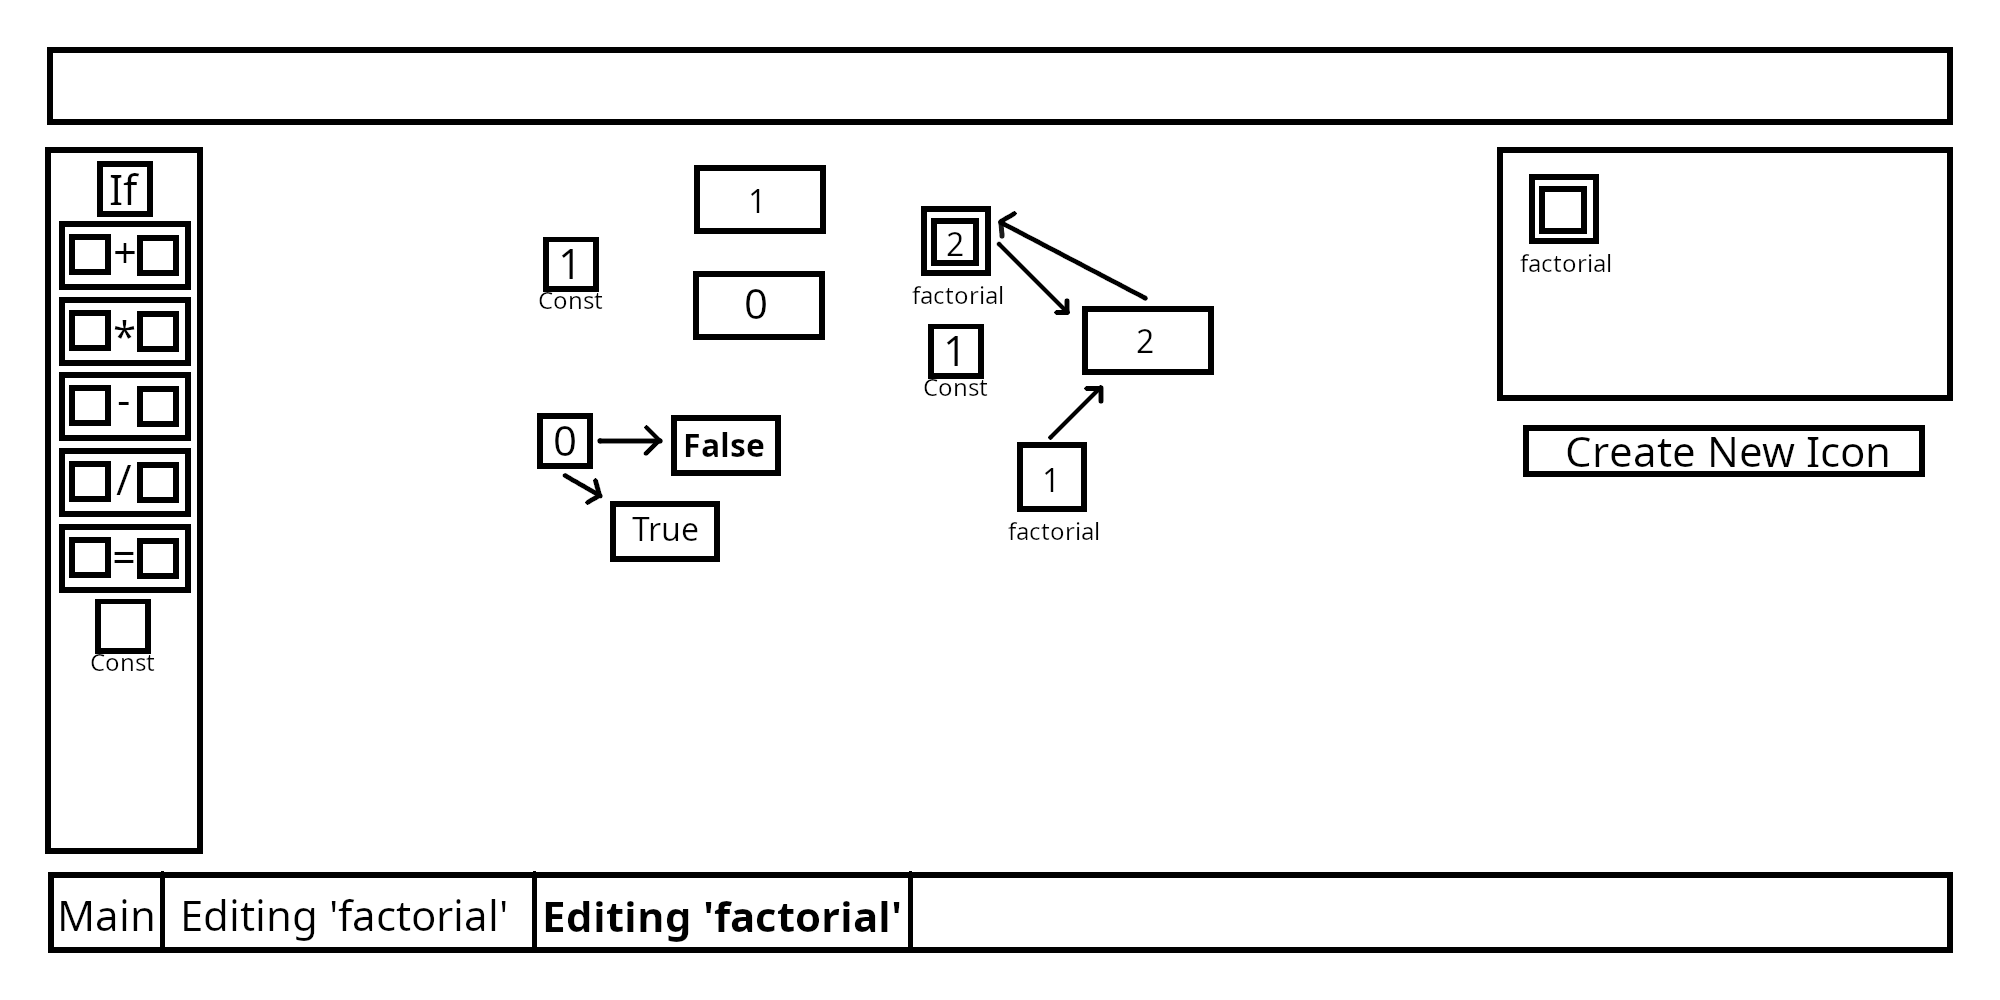 If
+
*
-
/
=
Const
1
Const
1
0
0
False
True
2
factorial
1
Const
2
1
factorial
factorial
Create New Icon
Main
Editing 'factorial'
Editing 'factorial'